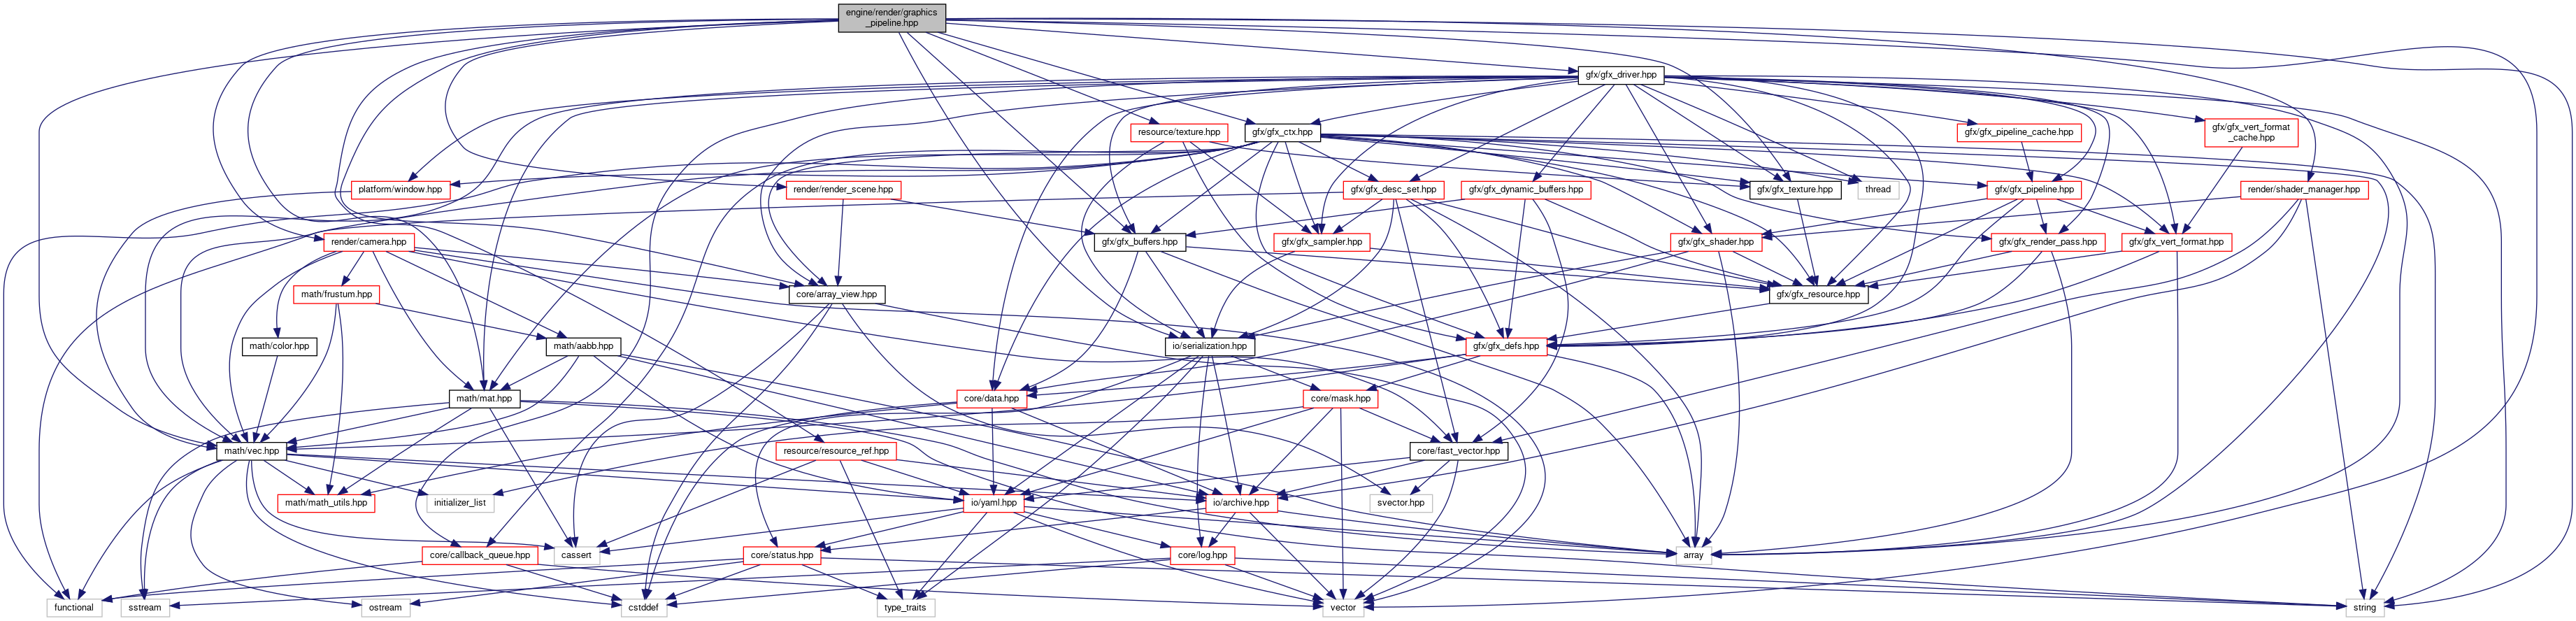 engine/render/graphics
_pipeline.hpp
gfx/gfx_driver.hpp
resource/texture.hpp
gfx/gfx_ctx.hpp
gfx/gfx_pipeline_cache.hpp
gfx/gfx_vert_format
_cache.hpp
platform/window.hpp
render/render_scene.hpp
gfx/gfx_desc_set.hpp
gfx/gfx_dynamic_buffers.hpp
gfx/gfx_texture.hpp
thread
gfx/gfx_pipeline.hpp
render/shader_manager.hpp
render/camera.hpp
gfx/gfx_buffers.hpp
gfx/gfx_sampler.hpp
gfx/gfx_shader.hpp
gfx/gfx_render_pass.hpp
gfx/gfx_vert_format.hpp
math/frustum.hpp
core/array_view.hpp
gfx/gfx_resource.hpp
math/color.hpp
math/aabb.hpp
io/serialization.hpp
gfx/gfx_defs.hpp
math/mat.hpp
core/data.hpp
core/mask.hpp
math/vec.hpp
resource/resource_ref.hpp
core/fast_vector.hpp
math/math_utils.hpp
initializer_list
io/yaml.hpp
io/archive.hpp
svector.hpp
core/callback_queue.hpp
cassert
core/status.hpp
core/log.hpp
array
functional
sstream
ostream
cstddef
type_traits
vector
string